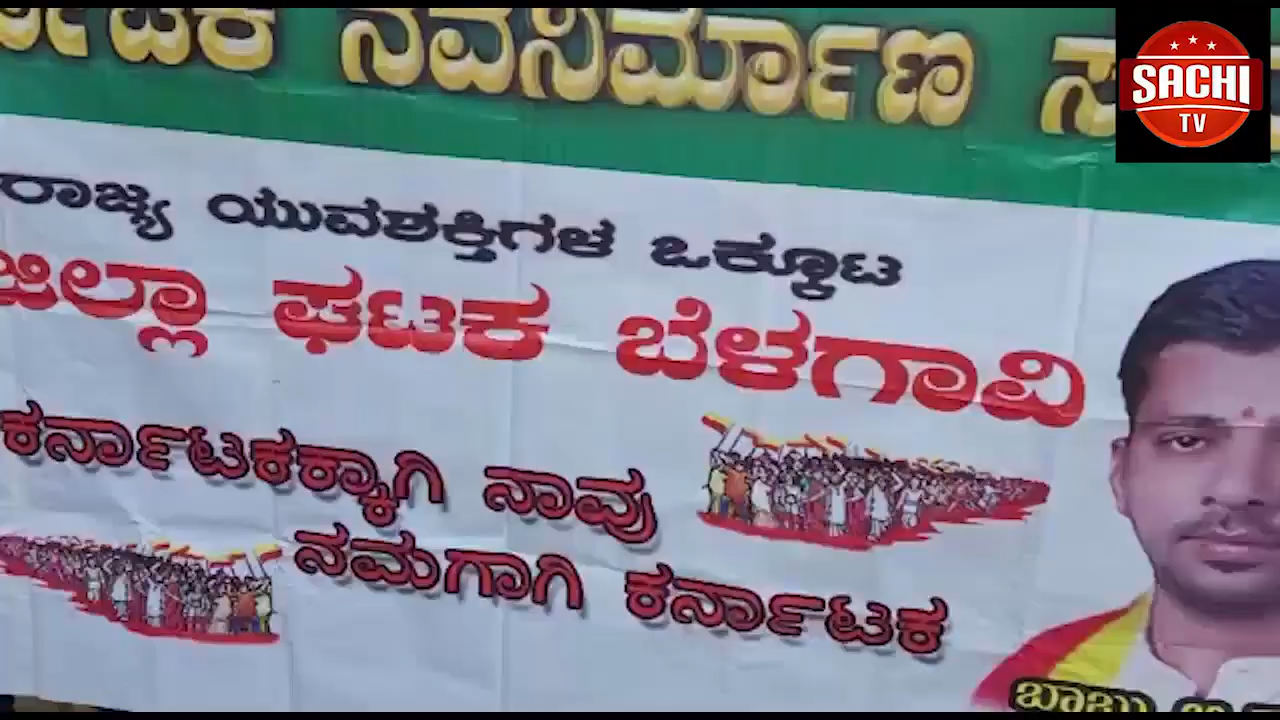 ನವನಿರ್ಮಾಣ
SACHI
TV
ರಾಜ್ಯ ಯುವಶಕ್ತಿಗಳ ಒಕ್ಕೂಟ
ಜಿಲ್ಲಾ ಘಟಕ ಬೆಳಗಾವಿ
ಕರ್ನಾಟಕಕ್ಕಾಗಿ ನಾವು
ನಮಗಾಗಿ ಕರ್ನಾಟಕ
ಬಾಬು